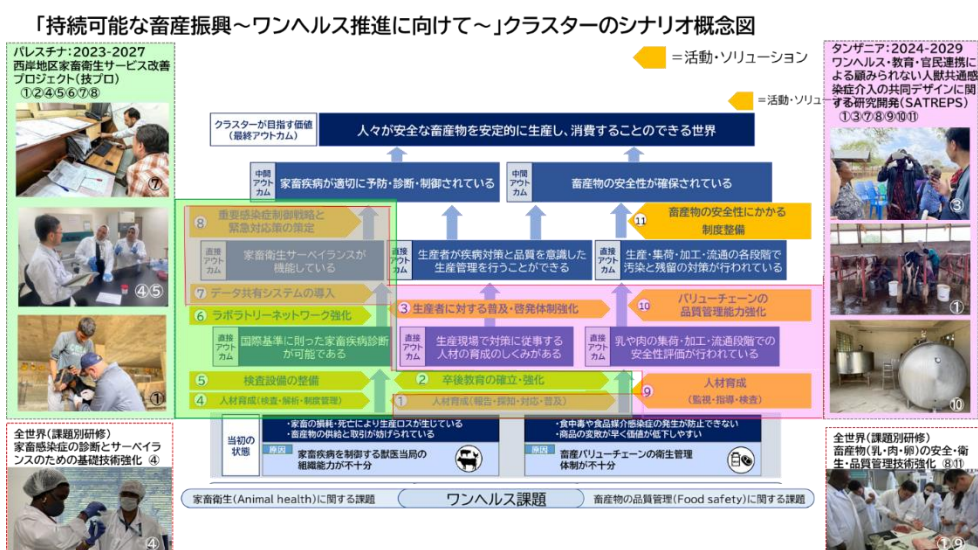 「持続可能な畜産振興～ワンヘルス推進に向けて～」クラスターのシナリオ概念図
パレスチナ：2023-2027
西岸地区家畜衛生サービス改善
プロジェクト（技プロ）
①②④⑤⑥⑦⑧
⑦
④⑤
①
全世界（課題別研修）
家畜感染症の診断とサーベイラ
ンスのための基礎技術強化 ④
④
＝活動・ソリューション
＝活動・ソリュー
クラスターが目指す価値
（最終アウトカム）
人々が安全な畜産物を安定的に生産し、消費することのできる世界
中間
アウト
カム
家畜疾病が適切に予防・診断・制御されている
中間
アウト
カム
畜産物の安全性が確保されている
⑧
重要感染症制御戦略と
緊急対応策の策定
⑪
畜産物の安全性にかかる
制度整備
直接
アウト
カム
家畜衛生サーベイランスが
機能している
直接
アウト
カム
生産者が疾病対策と品質を意識した
生産管理を行うことができる
直接
アウト
カム
生産・集荷・加工・流通の各段階で
汚染と残留の対策が行われている
⑦ データ共有システムの導入
⑥ ラボラトリーネットワーク強化
③ 生産者に対する普及・啓発体制強化
⑩
バリューチェーンの
品質管理能力強化
直接
アウト
カム
国際基準に則った家畜疾病診断
が可能である
直接
アウト
カム
生産現場で対策に従事する
人材の育成のしくみがある
直接
アウト
カム
乳や肉の集荷・加工・流通段階での
安全性評価が行われている
⑤ 検査設備の整備
② 卒後教育の確立・強化
④ 人材育成（検査・解析・制度管理）
① 人材育成（報告・探知・対応・普及）
⑨
人材育成
（監視・指導・検査）
当初の
状態
・家畜の損耗・死亡により生産ロスが生じている
・畜産物の供給と取引が妨げられている
原因
家畜疾病を制御する獣医当局の
組織能力が不十分
・食中毒や食品媒介感染症の発生が防止できない
・商品の変敗が早く価値が低下しやすい
原因
畜産バリューチェーンの衛生管理
体制が不十分
家畜衛生（Animal health）に関する課題
ワンヘルス課題
畜産物の品質管理（Food safety）に関する課題
タンザニア：2024-2029
ワンヘルス・教育・官民連携に
よる顧みられない人獣共通感
染症介入の共同デザインに関
する研究開発（SATREPS）
①③⑦⑧⑨⑩⑪
③
①
⑩
全世界（課題別研修）
畜産物（乳・肉・卵）の安全・衛
生・品質管理技術強化 ⑧⑪
①⑨